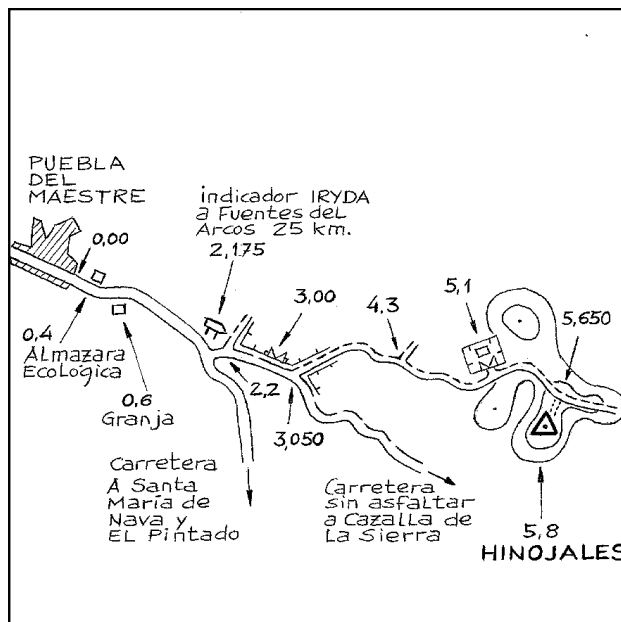 PUEBLA
DEL
MAESTRE
0,00
indicador IRYDA
a Fuentes del
Arcos 25 km.
2,175
3,00
4,3
5,1
5,650
0,4
Almazara
Ecológica
0,6
Granja
2,2
3,050
Carretera
A Santa
María de
Nava y
EL Pintado
Carretera
sin asfaltar
a Cazalla de
La Sierra
5,8
HINOJALES